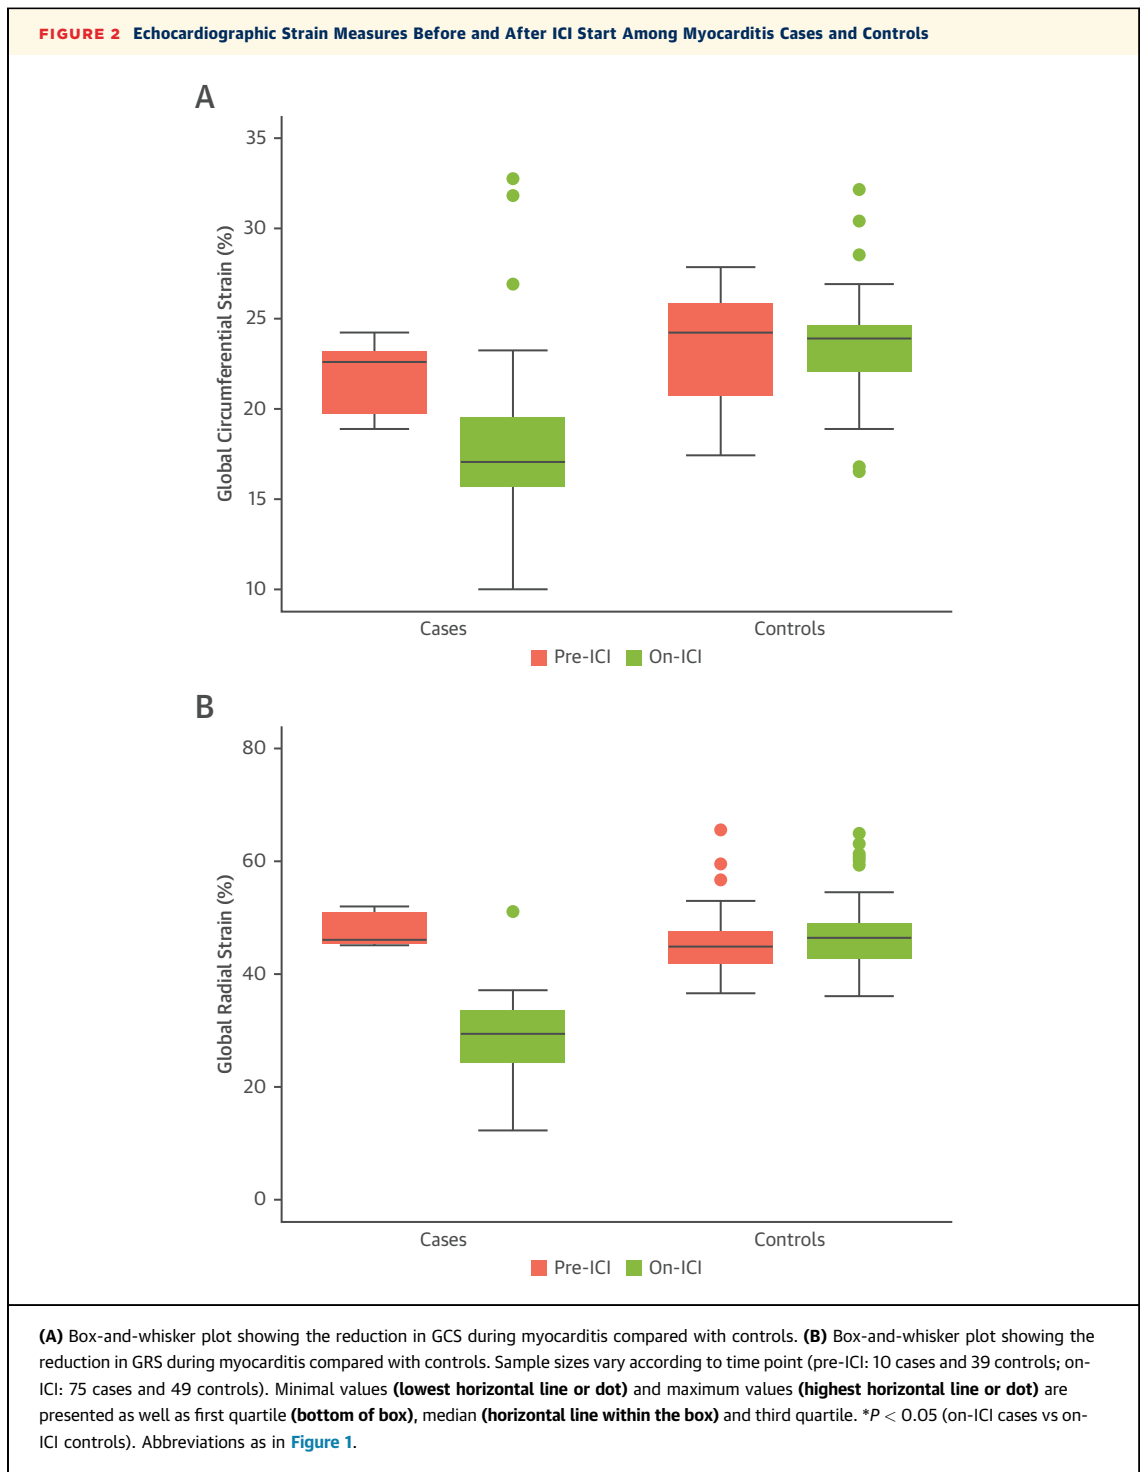 FIGURE 2 Echocardiographic Strain Measures Before and After ICI Start Among Myocarditis Cases and Controls
A
Global Circumferential Strain (%)
35
30
25
20
15
10
Cases
Controls
Pre-ICI
On-ICI
B
Global Radial Strain (%)
80
60
40
20
0
Cases
Controls
Pre-ICI
On-ICI
(A) Box-and-whisker plot showing the reduction in GCS during myocarditis compared with controls. (B) Box-and-whisker plot showing the
reduction in GRS during myocarditis compared with controls. Sample sizes vary according to time point (pre-ICI: 10 cases and 39 controls; on-
ICI: 75 cases and 49 controls). Minimal values (lowest horizontal line or dot) and maximum values (highest horizontal line or dot) are
presented as well as first quartile (bottom of box), median (horizontal line within the box) and third quartile. *P < 0.05 (on-ICI cases vs on-
ICI controls). Abbreviations as in Figure 1.